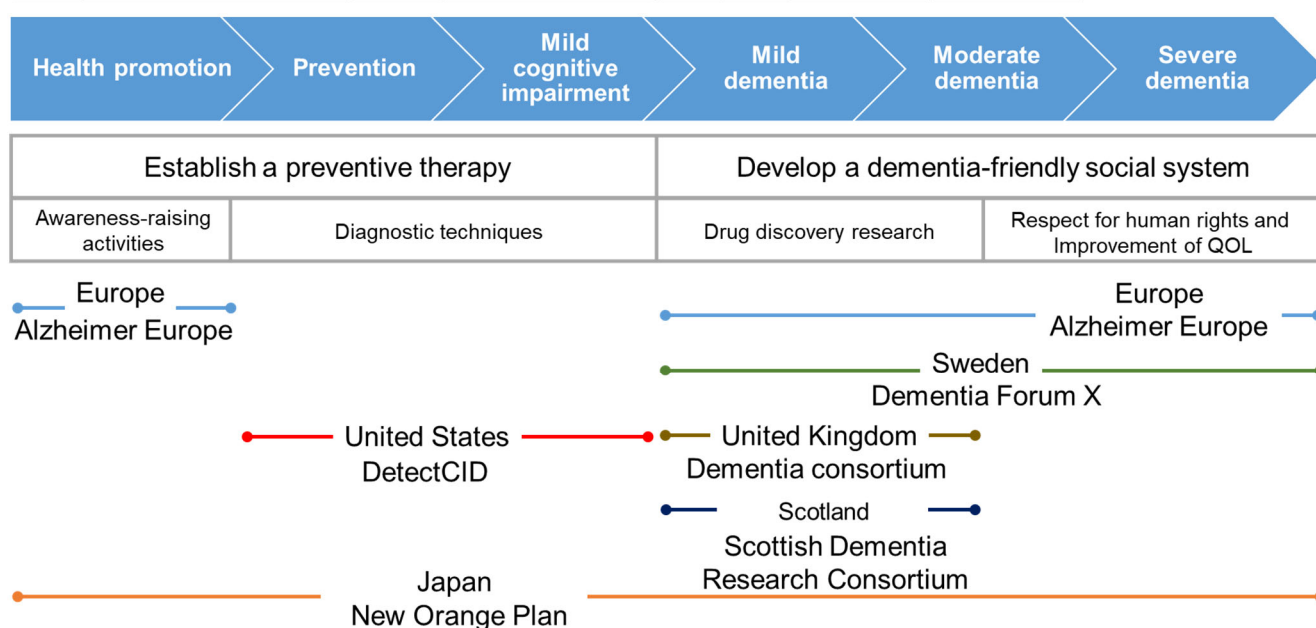 Health promotion
Prevention
Mild
cognitive
impairment
Mild
dementia
Moderate
dementia
Severe
dementia
Establish a preventive therapy
Develop a dementia-friendly social system
Awareness-raising
activities
Diagnostic techniques
Drug discovery research
Respect for human rights and
Improvement of QOL
Europe
Alzheimer Europe
Europe
Alzheimer Europe
Sweden
Dementia Forum X
United States
DetectCID
United Kingdom
Dementia consortium
Scotland
Scottish Dementia
Research Consortium
Japan
New Orange Plan